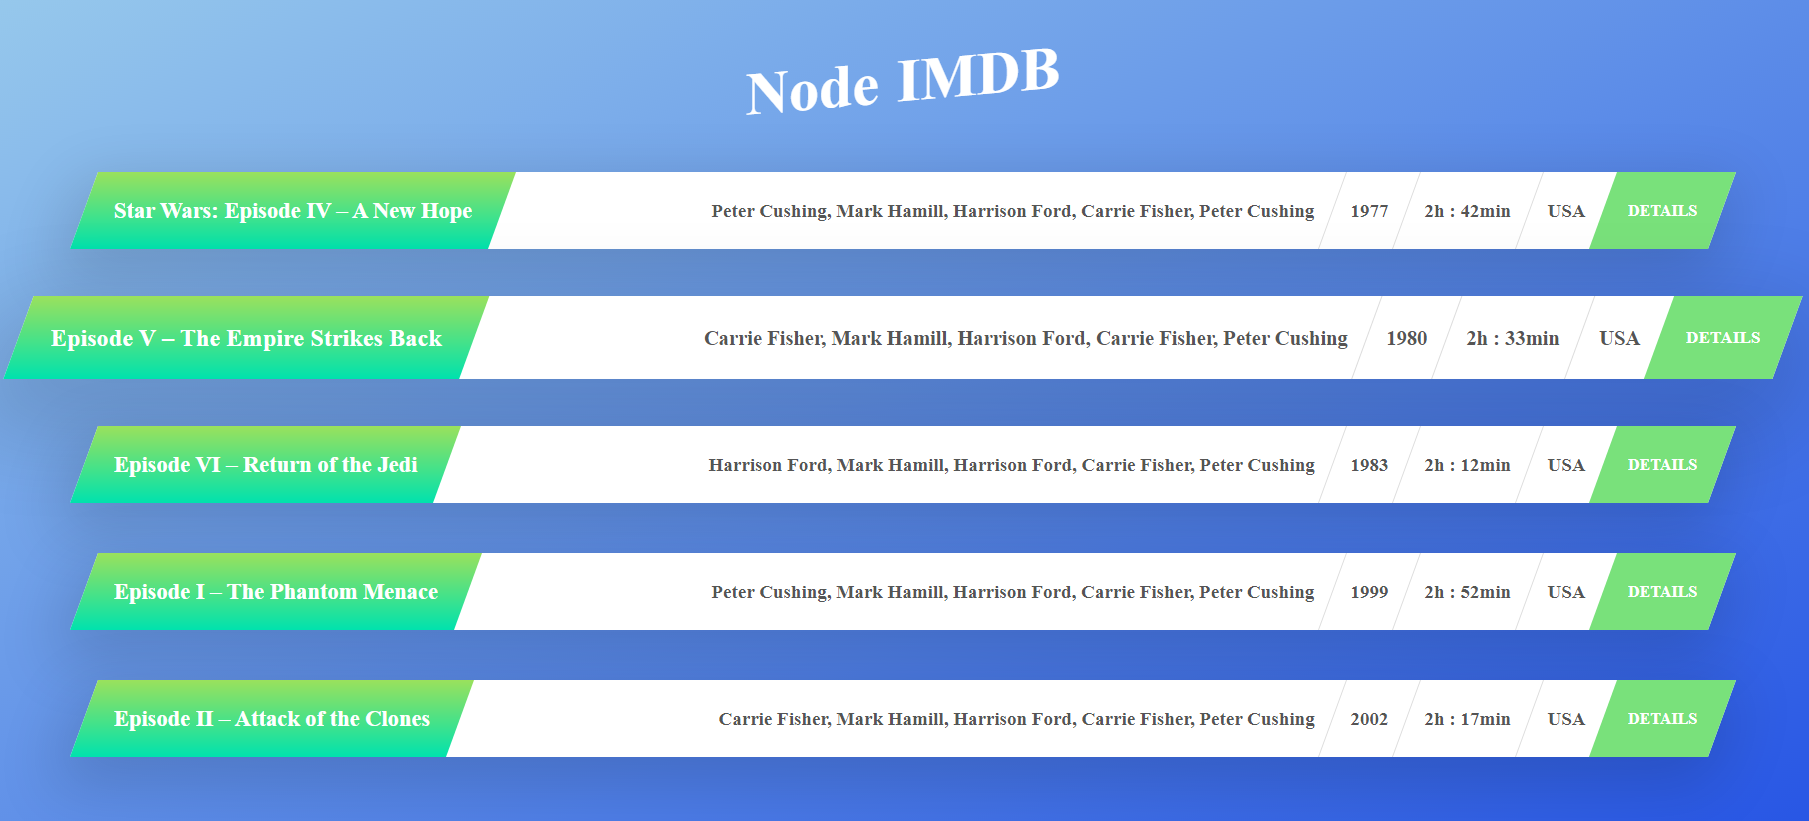 Node IMDB
Star Wars: Episode IV – A New Hope Peter Cushing, Mark Hamill, Harrison Ford, Carrie Fisher, Peter Cushing 1977 2h : 42min USA DETAILS
Episode V – The Empire Strikes Back Carrie Fisher, Mark Hamill, Harrison Ford, Carrie Fisher, Peter Cushing 1980 2h : 33min USA DETAILS
Episode VI – Return of the Jedi Harrison Ford, Mark Hamill, Harrison Ford, Carrie Fisher, Peter Cushing 1983 2h : 12min USA DETAILS
Episode I – The Phantom Menace Peter Cushing, Mark Hamill, Harrison Ford, Carrie Fisher, Peter Cushing 1999 2h : 52min USA DETAILS
Episode II – Attack of the Clones Carrie Fisher, Mark Hamill, Harrison Ford, Carrie Fisher, Peter Cushing 2002 2h : 17min USA DETAILS